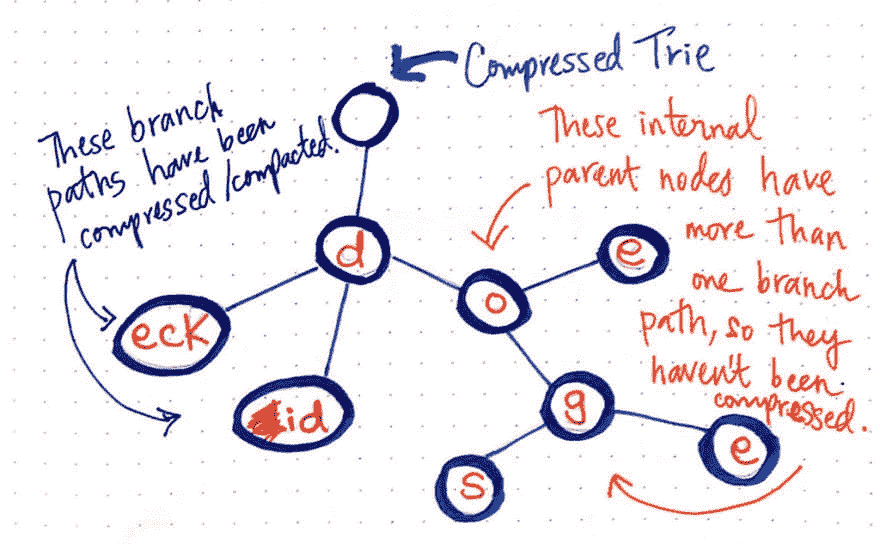 Compressed Trie
These branch
paths have been
compressed/compacted.
These internal
parent nodes have
more than
one branch
path, so they
haven't been
compressed.
d
eck
id
o
e
g
s
e